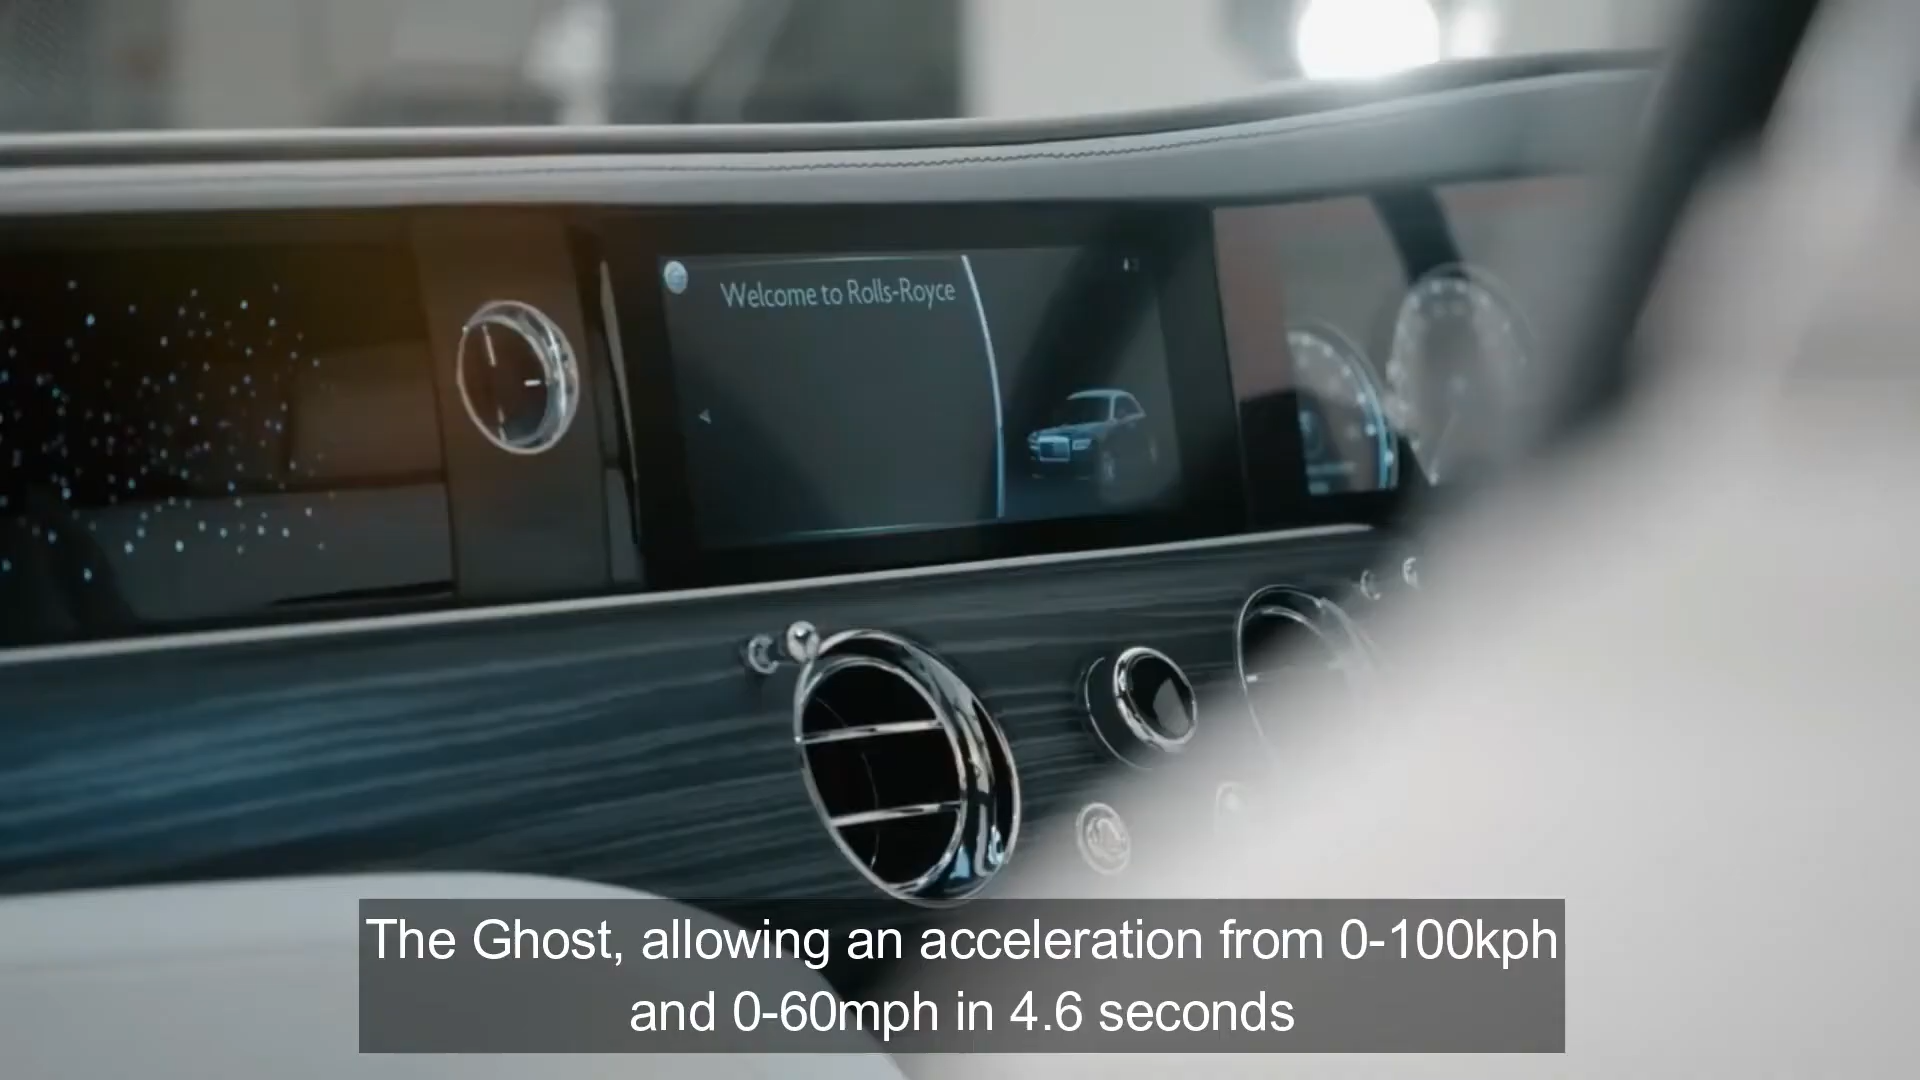 Welcome to Rolls-Royce
The Ghost, allowing an acceleration from 0-100kph
and 0-60mph in 4.6 seconds